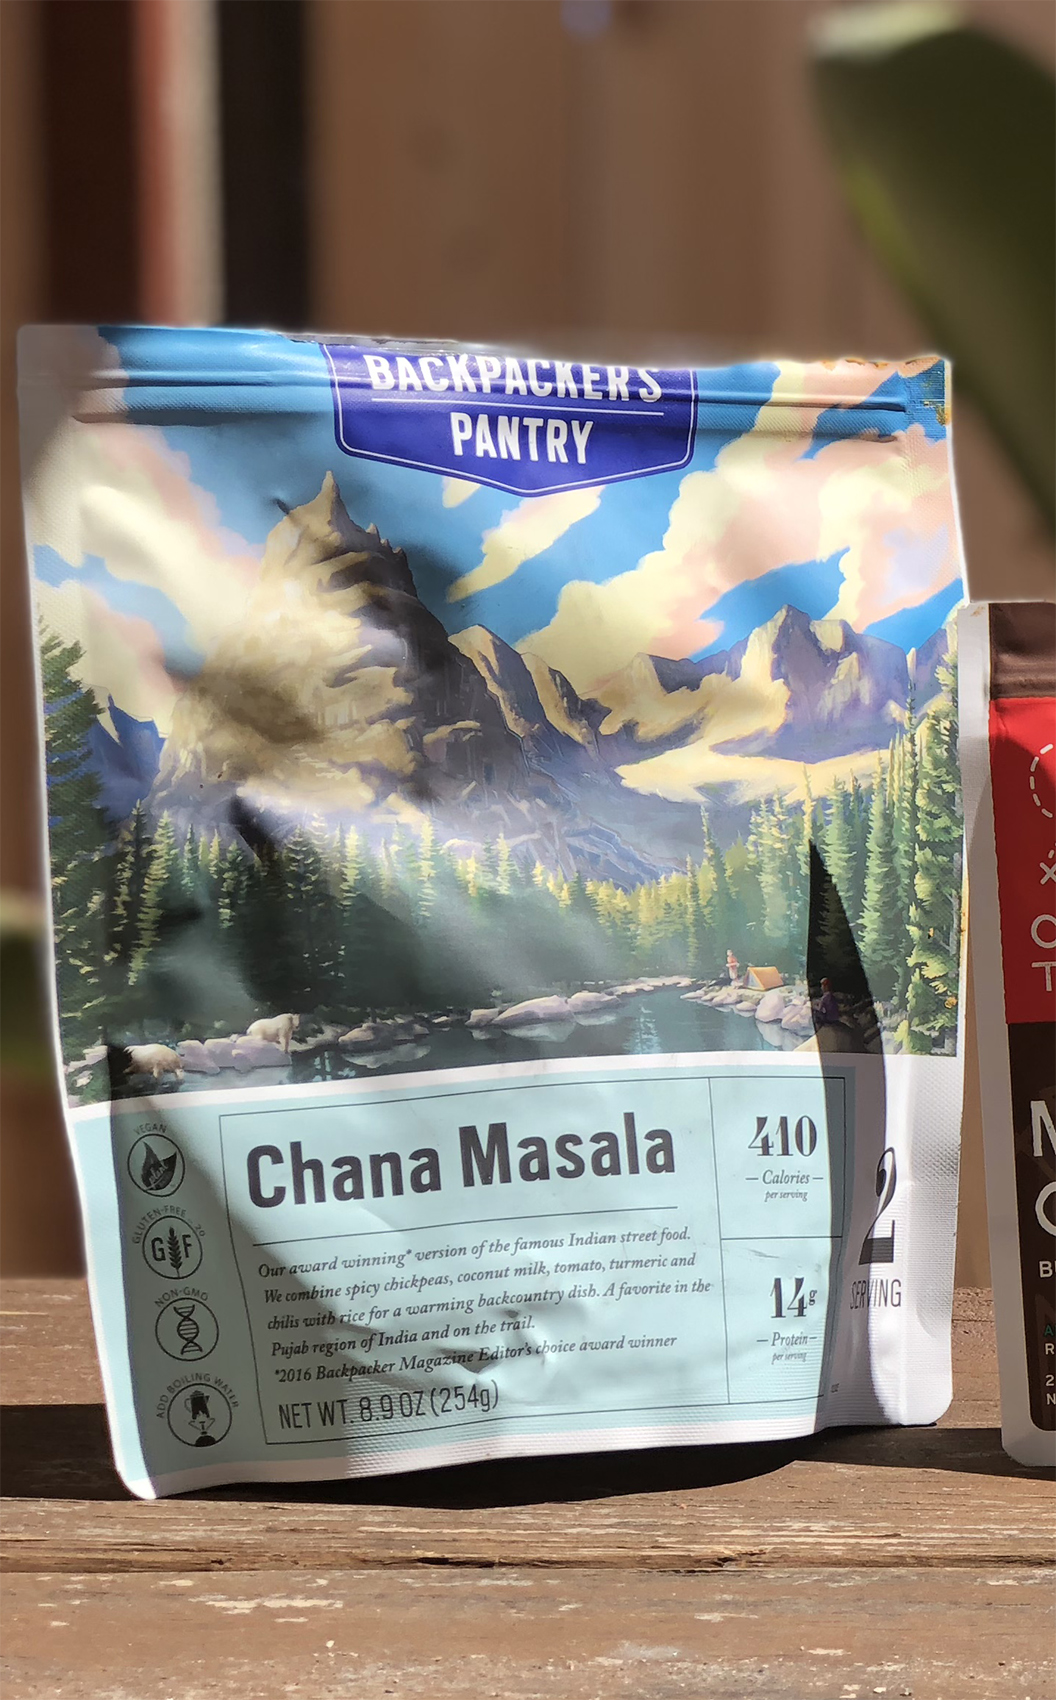 BACKPACKER'S
PANTRY
Chana Masala
Our award winning* version of the famous Indian street food.
We combine spicy chickpeas, coconut milk, tomato, turmeric and
chilis with rice for a warming backcountry dish. A favorite in the
Pujab region of India and on the trail.
*2016 Backpacker Magazine Editor's choice award winner
NET WT. 8.9 OZ (254g)
410
— Calories —
per serving
14g
— Protein —
per serving
2
SERVING
VEGAN
GLUTEN-FREE 20
GF
NON-GMO
ADD BOILING WATER